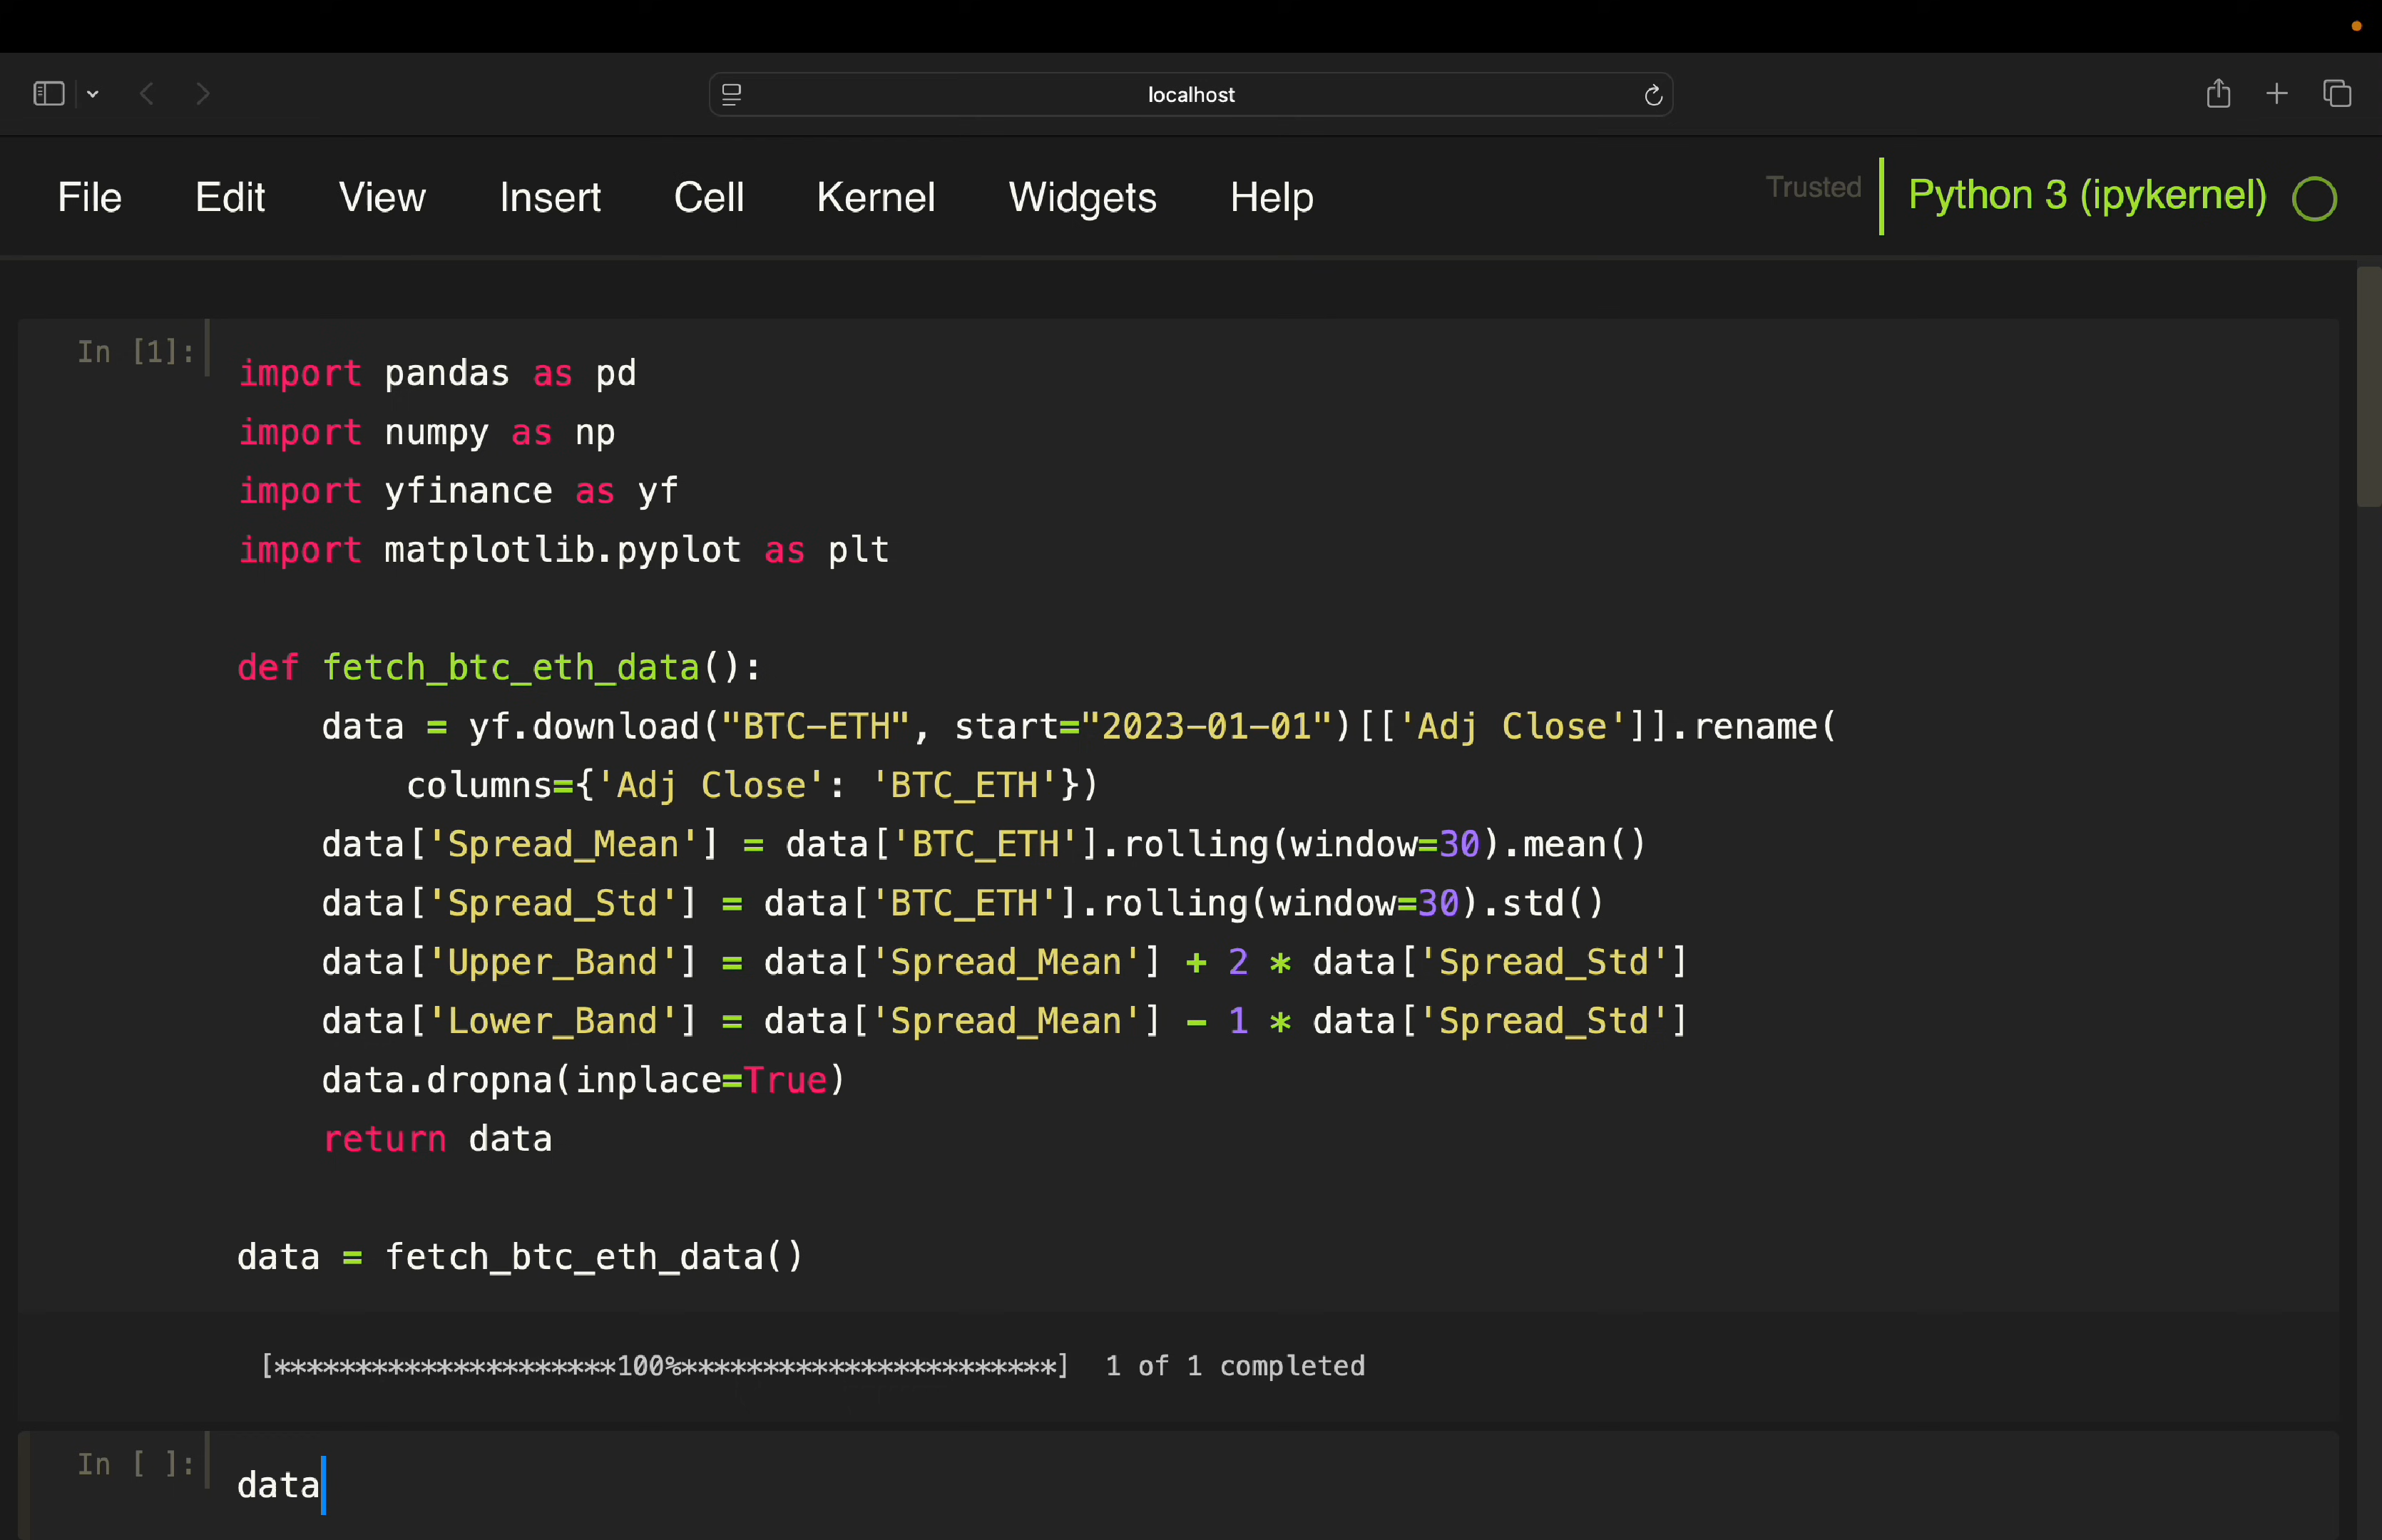 localhost
File Edit View Insert Cell Kernel Widgets Help Trusted Python 3 (ipykernel)
In [1]:
import pandas as pd
import numpy as np
import yfinance as yf
import matplotlib.pyplot as plt
def fetch_btc_eth_data():
    data = yf.download("BTC-ETH", start="2023-01-01")[['Adj Close']].rename(
        columns={'Adj Close': 'BTC_ETH'})
    data['Spread_Mean'] = data['BTC_ETH'].rolling(window=30).mean()
    data['Spread_Std'] = data['BTC_ETH'].rolling(window=30).std()
    data['Upper_Band'] = data['Spread_Mean'] + 2 * data['Spread_Std']
    data['Lower_Band'] = data['Spread_Mean'] - 1 * data['Spread_Std']
    data.dropna(inplace=True)
    return data
data = fetch_btc_eth_data()
[*********************100%***********************]  1 of 1 completed
In [ ]:
data